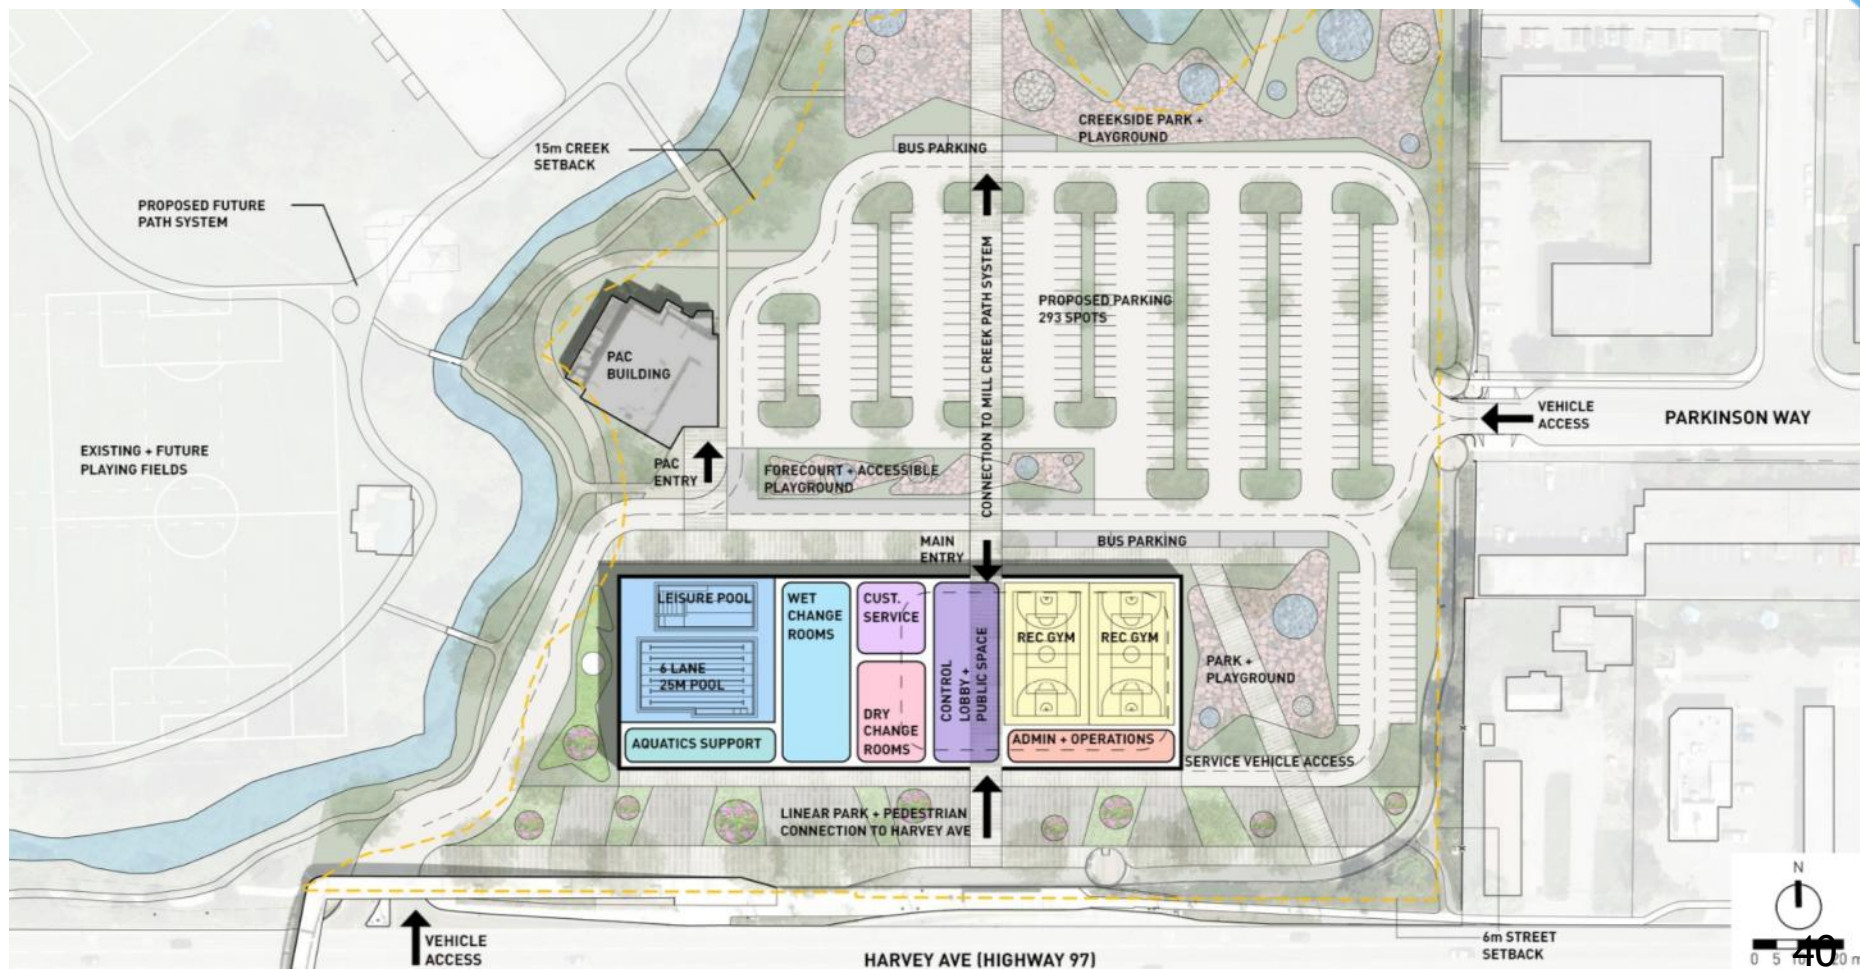 CREEKSIDE PARK +
PLAYGROUND
15m CREEK
SETBACK
BUS PARKING
PROPOSED FUTURE
PATH SYSTEM
CONNECTION TO MILL CREEK PATH SYSTEM
PROPOSED PARKING
293 SPOTS
PAC
BUILDING
VEHICLE
ACCESS
PARKINSON WAY
EXISTING + FUTURE
PLAYING FIELDS
PAC
ENTRY
FORECOURT + ACCESSIBLE
PLAYGROUND
MAIN
ENTRY
BUS PARKING
LEISURE POOL
6 LANE
25M POOL
WET
CHANGE
ROOMS
CUST.
SERVICE
DRY
CHANGE
ROOMS
CONTROL
LOBBY +
PUBLIC SPACE
REC GYM
REC GYM
PARK +
PLAYGROUND
AQUATICS SUPPORT
ADMIN + OPERATIONS
SERVICE VEHICLE ACCESS
LINEAR PARK + PEDESTRIAN
CONNECTION TO HARVEY AVE
N
VEHICLE
ACCESS
HARVEY AVE (HIGHWAY 97)
6m STREET
SETBACK
0 5 20 m
40